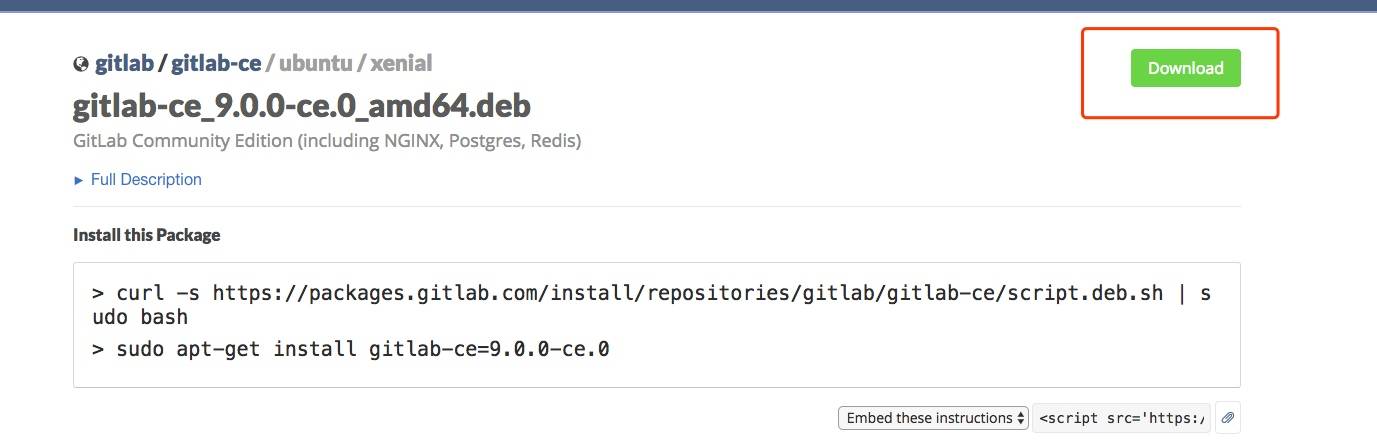 gitlab / gitlab-ce / ubuntu / xenial
Download
gitlab-ce_9.0.0-ce.0_amd64.deb
GitLab Community Edition (including NGINX, Postgres, Redis)
► Full Description
Install this Package
> curl -s https://packages.gitlab.com/install/repositories/gitlab/gitlab-ce/script.deb.sh | s
udo bash
> sudo apt-get install gitlab-ce=9.0.0-ce.0
Embed these instructions <script src='https:/